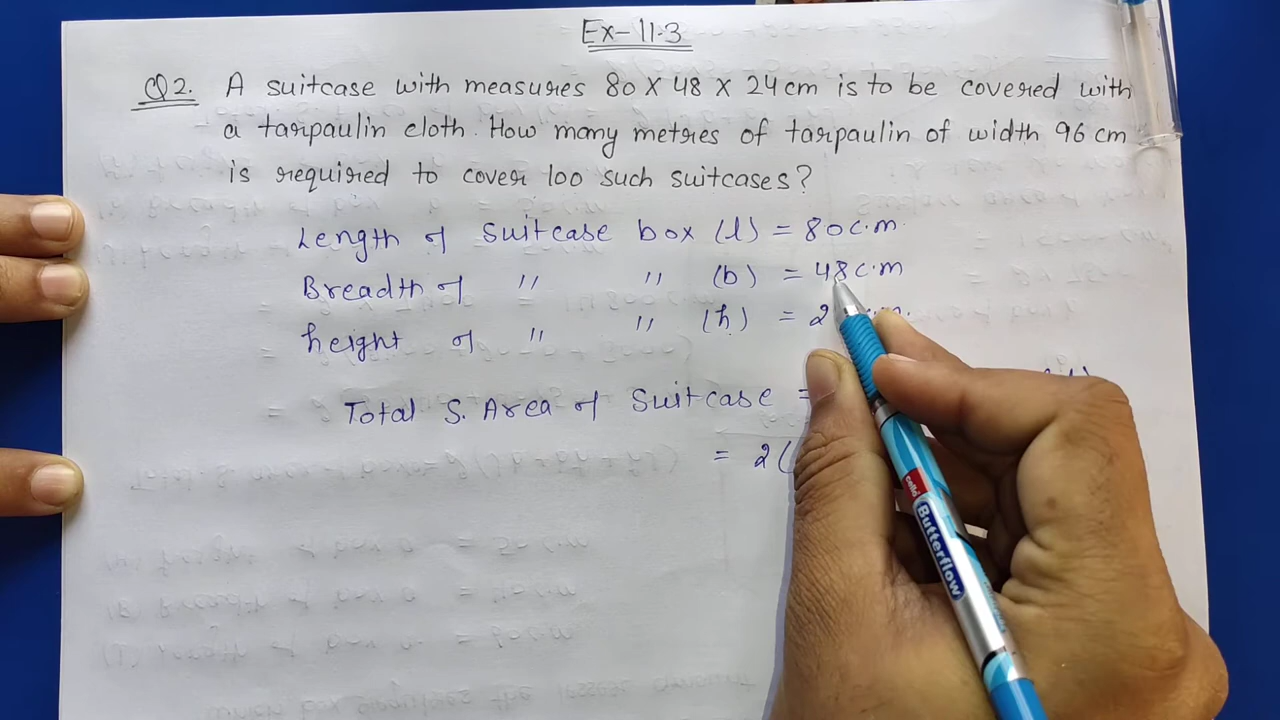 Ex-11.3
Q2. A suitcase with measures 80 X 48 X 24 cm is to be covered with
a tarpaulin cloth. How many metres of tarpaulin of width 96 cm
is required to cover 100 such suitcases?
Length of suitcase box (l) = 80 c.m.
Breadth of " " (b) = 48 c.m
height of " " (h) = 2
Total S. Area of Suitcase =
= 2(
cello Butterflow